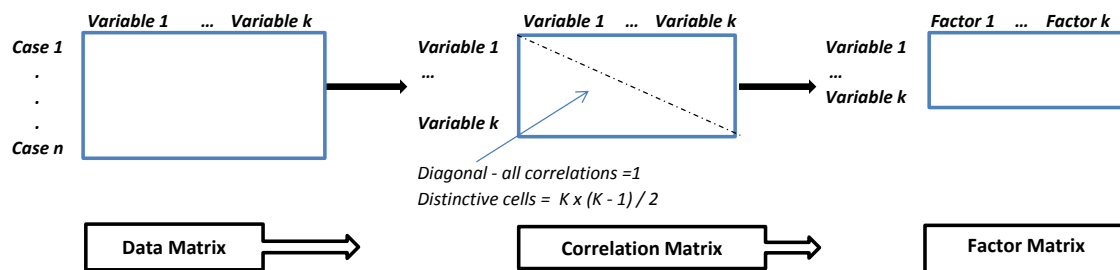 Variable 1 ... Variable k
Case 1
.
.
.
Case n
Variable 1 ... Variable k
Variable 1
...
Variable k
Diagonal - all correlations =1
Distinctive cells = K x (K - 1) / 2
Factor 1 ... Factor k
Variable 1
...
Variable k
Data Matrix
Correlation Matrix
Factor Matrix